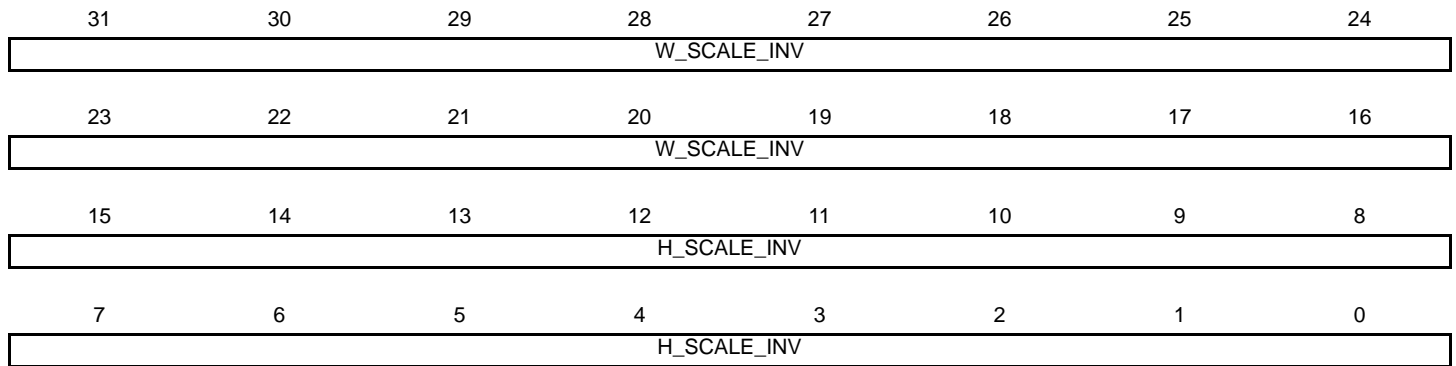 31 30 29 28 27 26 25 24
W_SCALE_INV
23 22 21 20 19 18 17 16
W_SCALE_INV
15 14 13 12 11 10 9 8
H_SCALE_INV
7 6 5 4 3 2 1 0
H_SCALE_INV